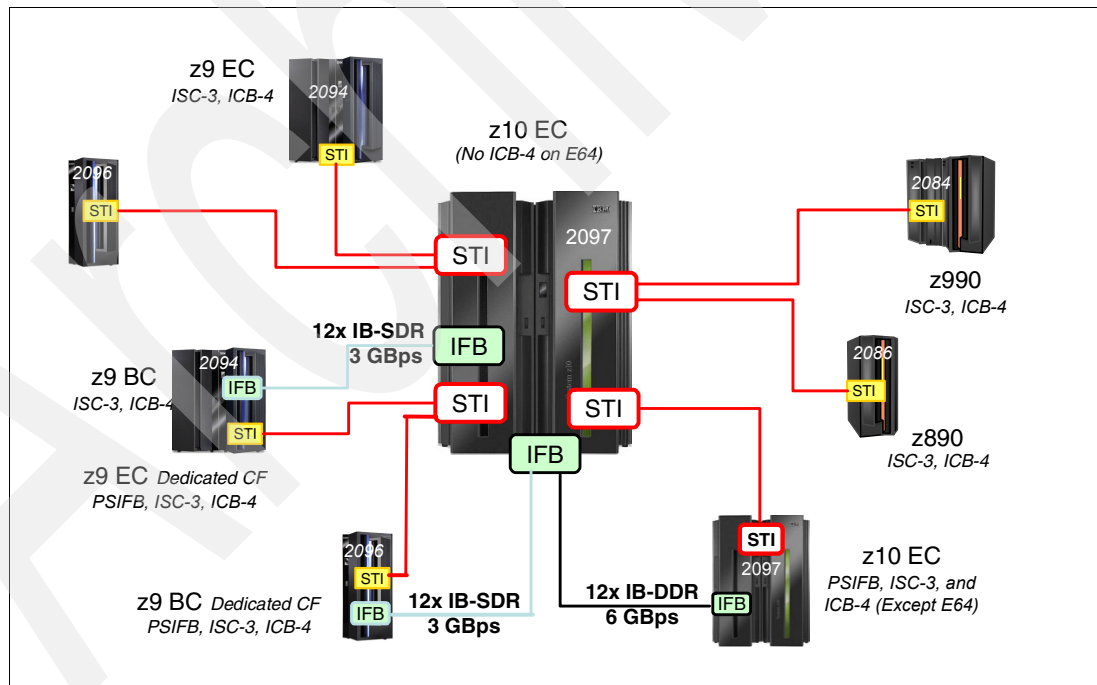 z9 EC
ISC-3, ICB-4
2094
STI
z10 EC
(No ICB-4 on E64)
2096
STI
2084
STI
IBM
2097
STI
STI
z990
ISC-3, ICB-4
12x IB-SDR
3 GBps
IFB
2086
STI
z9 BC
ISC-3, ICB-4
2094
IFB
STI
STI
STI
z890
ISC-3, ICB-4
z9 EC Dedicated CF
PSIFB, ISC-3, ICB-4
IFB
2096
STI
IFB
z9 BC Dedicated CF
PSIFB, ISC-3, ICB-4
12x IB-SDR
3 GBps
12x IB-DDR
6 GBps
STI
2097
IFB
z10 EC
PSIFB, ISC-3, and
ICB-4 (Except E64)